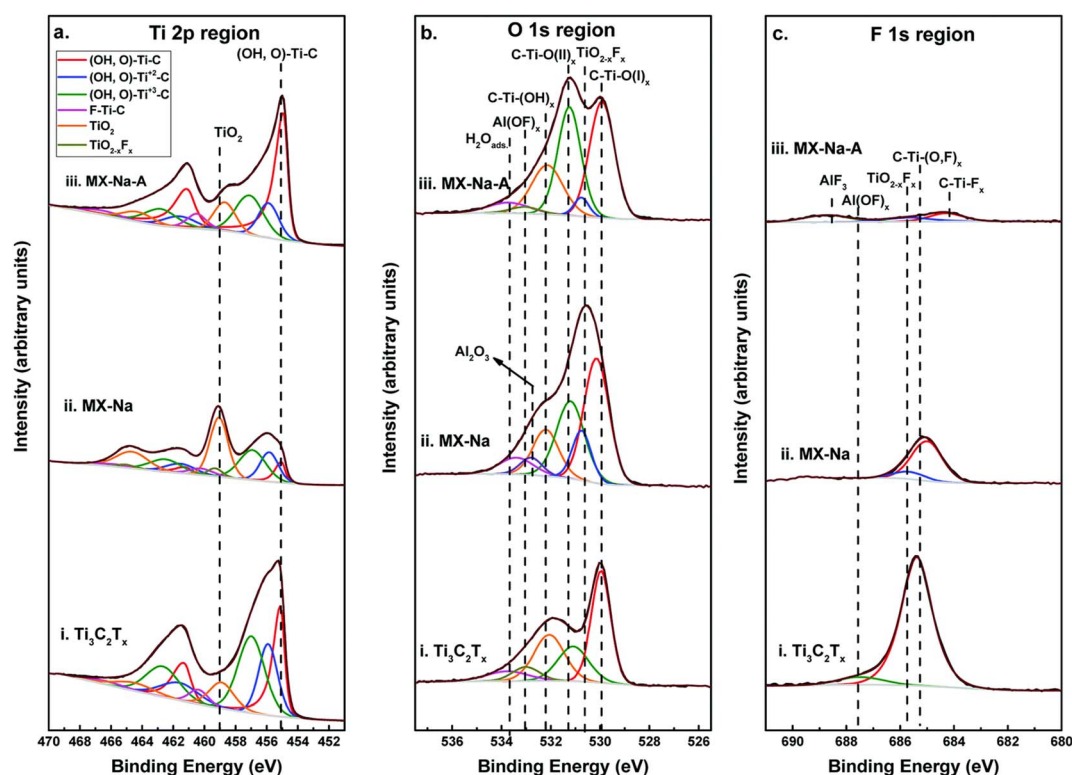 a.
Ti 2p region
(OH, O)-Ti-C
(OH, O)-Ti⁺²-C
(OH, O)-Ti⁺³-C
F-Ti-C
TiO₂
TiO₂₋ₓFₓ
(OH, O)-Ti-C
TiO₂
iii. MX-Na-A
ii. MX-Na
i. Ti₃C₂Tₓ
Intensity (arbitrary units)
470 468 466 464 462 460 458 456 454 452
Binding Energy (eV)
b.
O 1s region
C-Ti-O(II)ₓ
TiO₂₋ₓFₓ
C-Ti-O(I)ₓ
C-Ti-(OH)ₓ
Al(OF)ₓ
H₂Oₐds.
iii. MX-Na-A
Al₂O₃
ii. MX-Na
i. Ti₃C₂Tₓ
Intensity (arbitrary units)
536 534 532 530 528 526
Binding Energy (eV)
c.
F 1s region
iii. MX-Na-A
C-Ti-(O,F)ₓ
AlF₃
TiO₂₋ₓFₓ
C-Ti-Fₓ
Al(OF)ₓ
ii. MX-Na
i. Ti₃C₂Tₓ
Intensity (arbitrary units)
690 688 686 684 682 680
Binding Energy (eV)